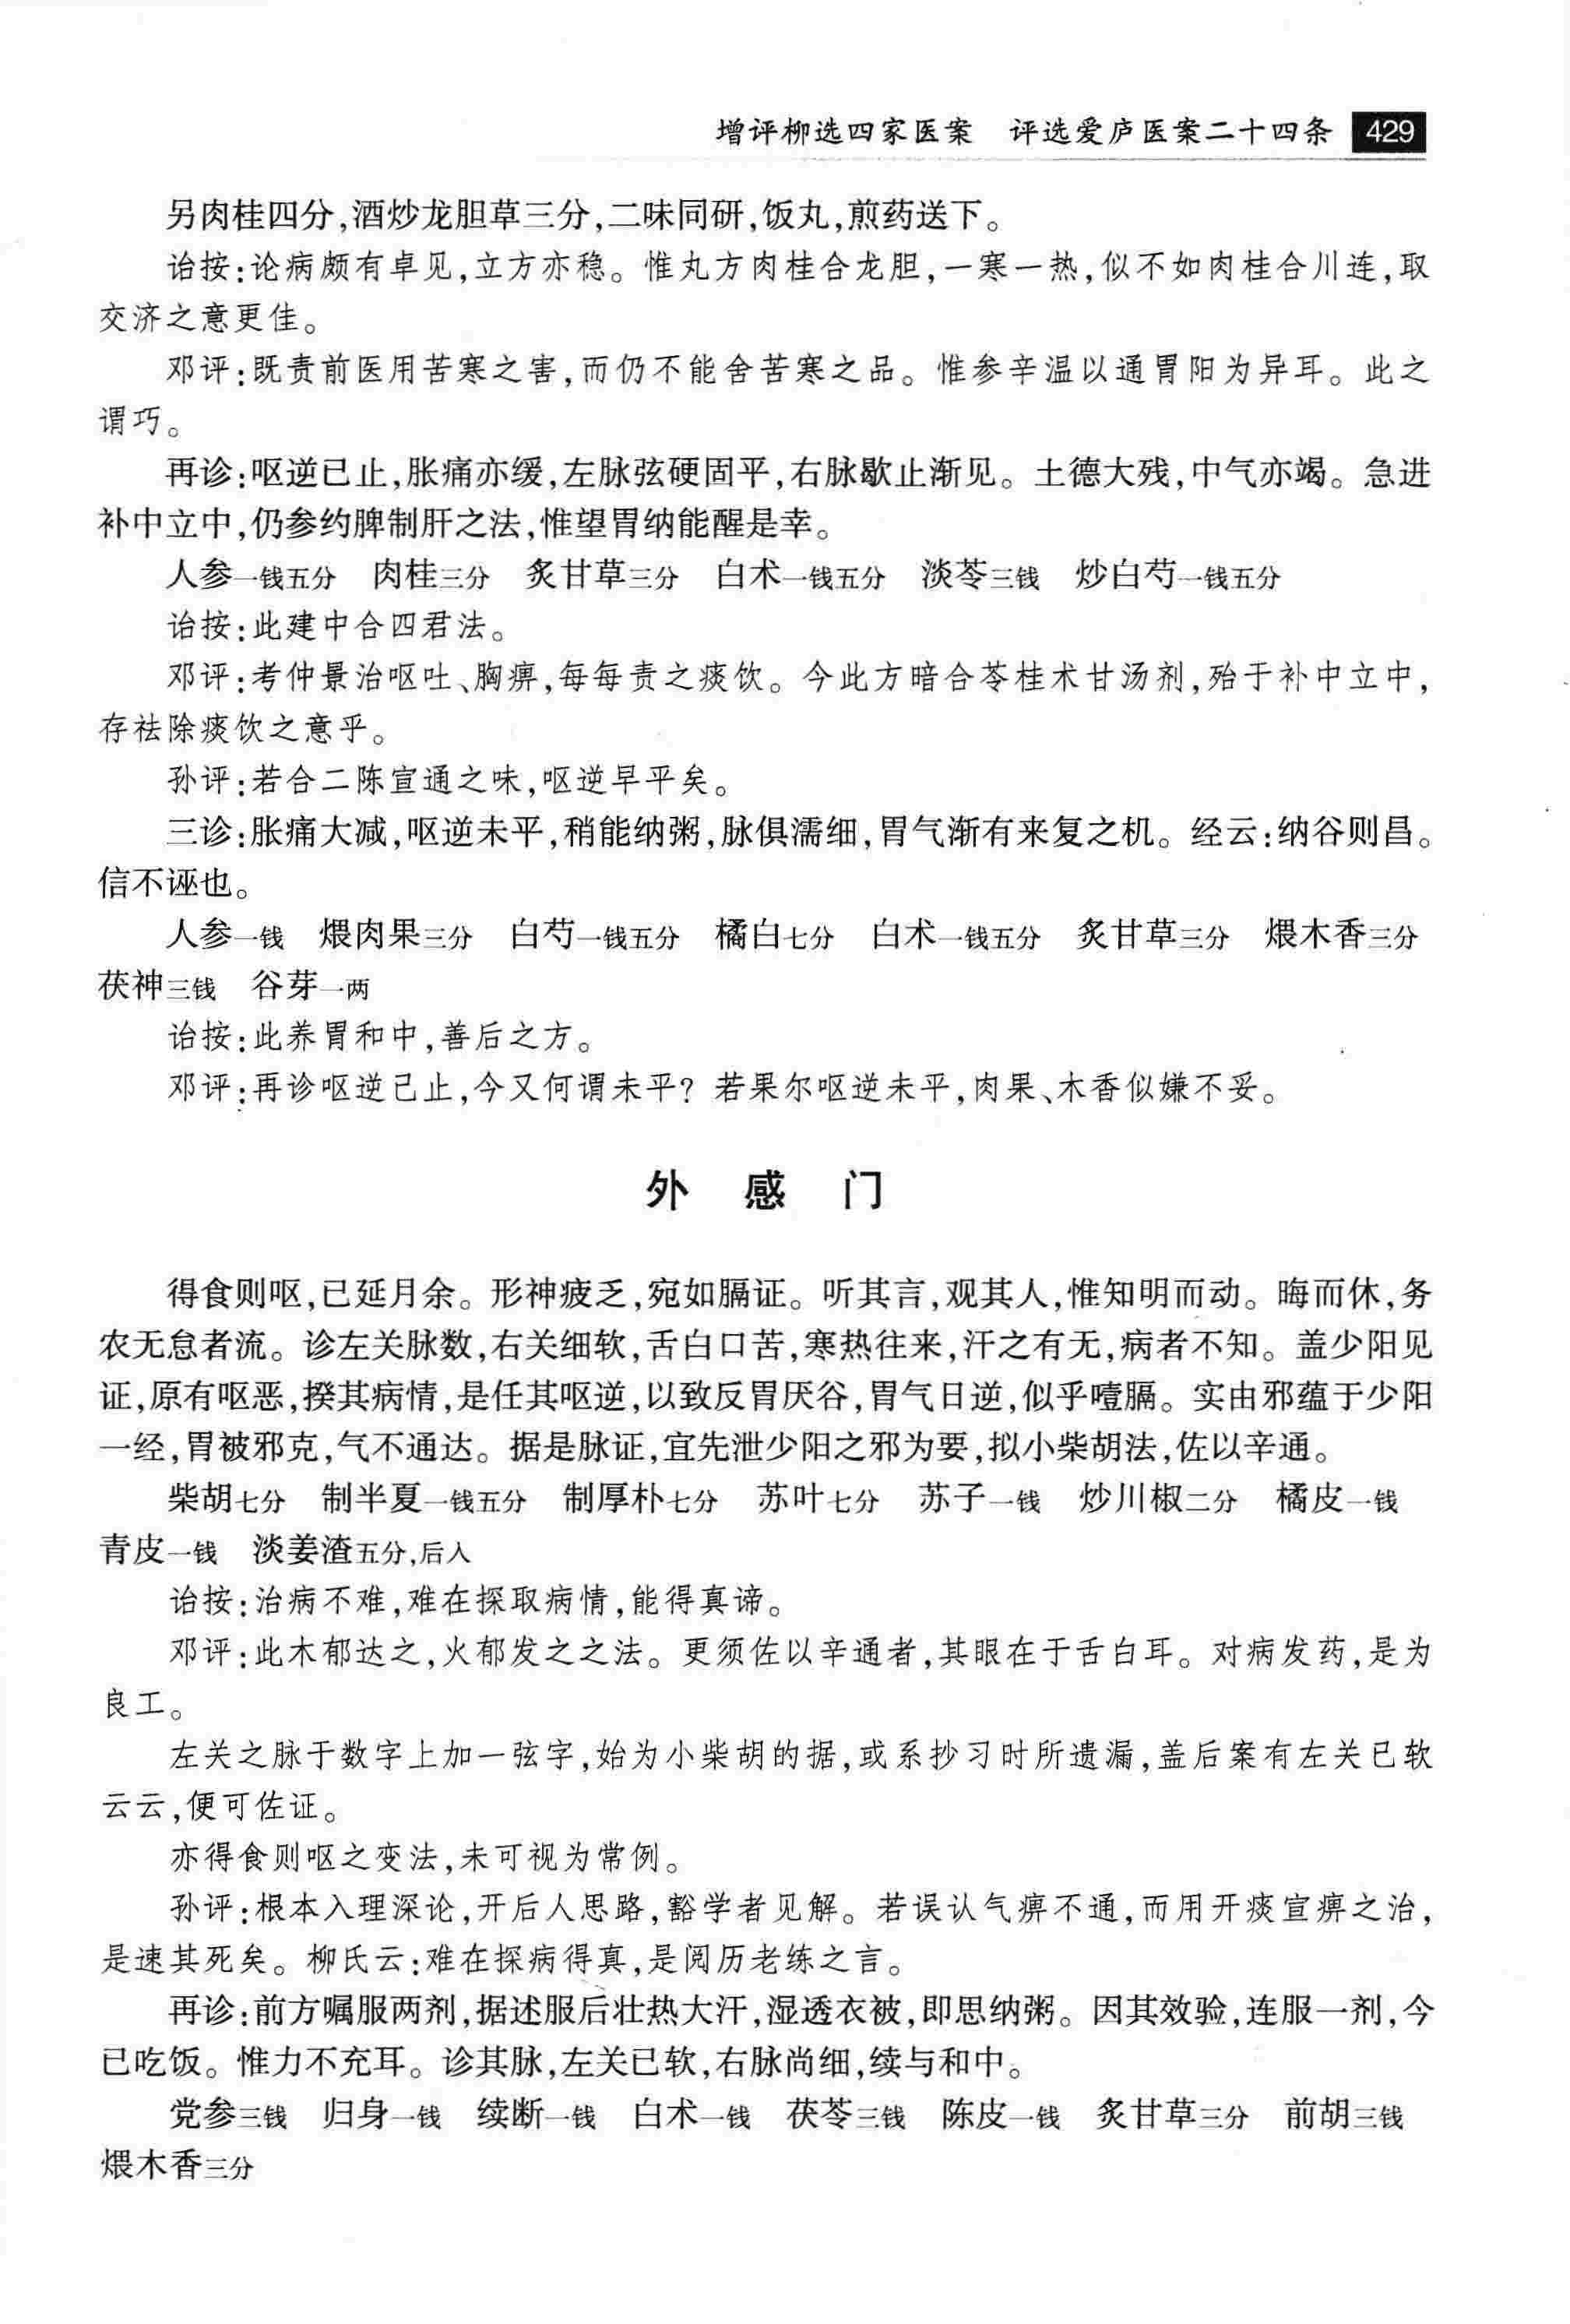 增评柳选四家医案　评选爱庐医案二十四条　429
另肉桂四分,酒炒龙胆草三分,二味同研,饭丸,煎药送下。
诒按:论病颇有卓见,立方亦稳。惟丸方肉桂合龙胆,一寒一热,似不如肉桂合川连,取
交济之意更佳。
邓评:既责前医用苦寒之害,而仍不能舍苦寒之品。惟参辛温以通胃阳为异耳。此之
谓巧。
再诊:呕逆已止,胀痛亦缓,左脉弦硬固平,右脉歇止渐见。土德大残,中气亦竭。急进
补中立中,仍参约脾制肝之法,惟望胃纳能醒是幸。
人参一钱五分　肉桂三分　炙甘草三分　白术一钱五分　淡苓三钱　炒白芍一钱五分
诒按:此建中合四君法。
邓评:考仲景治呕吐、胸痹,每每责之痰饮。今此方暗合苓桂术甘汤剂,殆于补中立中,
存祛除痰饮之意乎。
孙评:若合二陈宣通之味,呕逆早平矣。
三诊:胀痛大减,呕逆未平,稍能纳粥,脉俱濡细,胃气渐有来复之机。经云:纳谷则昌。
信不诬也。
人参一钱　煨肉果三分　白芍一钱五分　橘白七分　白术一钱五分　炙甘草三分　煨木香三分
茯神三钱　谷芽一两
诒按:此养胃和中,善后之方。
邓评:再诊呕逆已止,今又何谓未平?若果尔呕逆未平,肉果、木香似嫌不妥。
外　感　门
得食则呕,已延月余。形神疲乏,宛如膈证。听其言,观其人,惟知明而动。晦而休,务
农无怠者流。诊左关脉数,右关细软,舌白口苦,寒热往来,汗之有无,病者不知。盖少阳见
证,原有呕恶,揆其病情,是任其呕逆,以致反胃厌谷,胃气日逆,似乎噎膈。实由邪蕴于少阳
一经,胃被邪克,气不通达。据是脉证,宜先泄少阳之邪为要,拟小柴胡法,佐以辛通。
柴胡七分　制半夏一钱五分　制厚朴七分　苏叶七分　苏子一钱　炒川椒二分　橘皮一钱
青皮一钱　淡姜渣五分,后入
诒按:治病不难,难在探取病情,能得真谛。
邓评:此木郁达之,火郁发之之法。更须佐以辛通者,其眼在于舌白耳。对病发药,是为
良工。
左关之脉于数字上加一弦字,始为小柴胡的据,或系抄习时所遗漏,盖后案有左关已软
云云,便可佐证。
亦得食则呕之变法,未可视为常例。
孙评:根本入理深论,开后人思路,豁学者见解。若误认气痹不通,而用开痰宣痹之治,
是速其死矣。柳氏云:难在探病得真,是阅历老练之言。
再诊:前方嘱服两剂,据述服后壮热大汗,湿透衣被,即思纳粥。因其效验,连服一剂,今
已吃饭。惟力不充耳。诊其脉,左关已软,右脉尚细,续与和中。
党参三钱　归身一钱　续断一钱　白术一钱　茯苓三钱　陈皮一钱　炙甘草三分　前胡三钱
煨木香三分